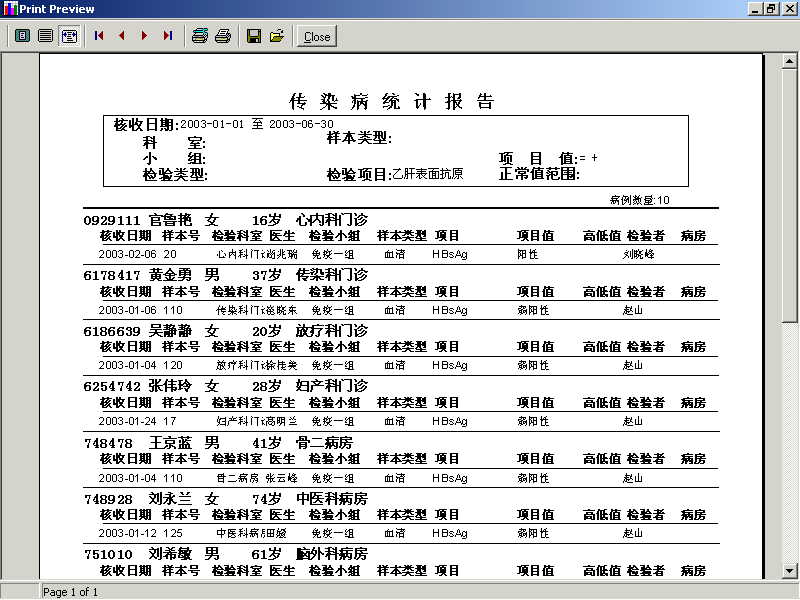 Print Preview
Close
传 染 病 统 计 报 告
核收日期:2003-01-01 至 2003-06-30
科 室: 样本类型:
小 组: 项 目 值:= +
检验类型: 检验项目:乙肝表面抗原 正常值范围:
病例数量:10
0929111 官鲁艳 女 16岁 心内科门诊
核收日期 样本号 检验科室 医生 检验小组 样本类型 项目 项目值 高低值 检验者 病房
2003-02-06 20 心内科门 尚兆瑞 免疫一组 血清 HBsAg 阳性 刘晓峰
6178417 黄金勇 男 37岁 传染科门诊
核收日期 样本号 检验科室 医生 检验小组 样本类型 项目 项目值 高低值 检验者 病房
2003-01-06 110 传染科门 晓东 免疫一组 血清 HBsAg 弱阳性 赵山
6186639 吴静静 女 20岁 放疗科门诊
核收日期 样本号 检验科室 医生 检验小组 样本类型 项目 项目值 高低值 检验者 病房
2003-01-04 120 放疗科门 徐桂美 免疫一组 血清 HBsAg 弱阳性 赵山
6254742 张伟玲 女 28岁 妇产科门诊
核收日期 样本号 检验科室 医生 检验小组 样本类型 项目 项目值 高低值 检验者 病房
2003-01-24 17 妇产科门 高明兰 免疫一组 血清 HBsAg 弱阳性 赵山
748478 王京蓝 男 41岁 骨二病房
核收日期 样本号 检验科室 医生 检验小组 样本类型 项目 项目值 高低值 检验者 病房
2003-01-04 110 骨二病房 张云峰 免疫一组 血清 HBsAg 弱阳性 赵山
748928 刘永兰 女 74岁 中医科病房
核收日期 样本号 检验科室 医生 检验小组 样本类型 项目 项目值 高低值 检验者 病房
2003-01-12 125 中医科病 田媛 免疫一组 血清 HBsAg 弱阳性 赵山
751010 刘希敏 男 61岁 脑外科病房
核收日期 样本号 检验科室 医生 检验小组 样本类型 项目 项目值 高低值 检验者 病房
Page 1 of 1